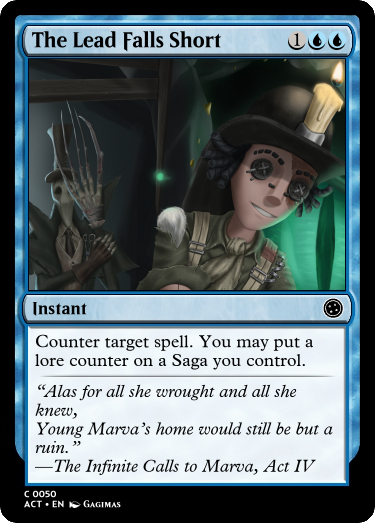 The Lead Falls Short 1
Instant
Counter target spell. You may put a
lore counter on a Saga you control.
“Alas for all she wrought and all she
knew,
Young Marva’s home would still be but a
ruin.”
—The Infinite Calls to Marva, Act IV
C 0050
ACT • EN Gagimas